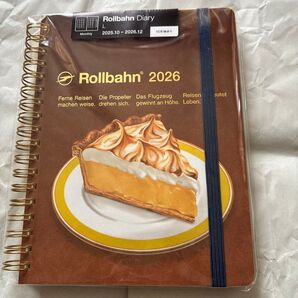 Rollbahn Diary
L
Monthly
2025.10 - 2026.12
Rollbahn® 2026
Ferne Reisen Die Propeller Das Flugzeug Reisen
machen weise. drehen sich. gewinnt an Höhe. Leben.